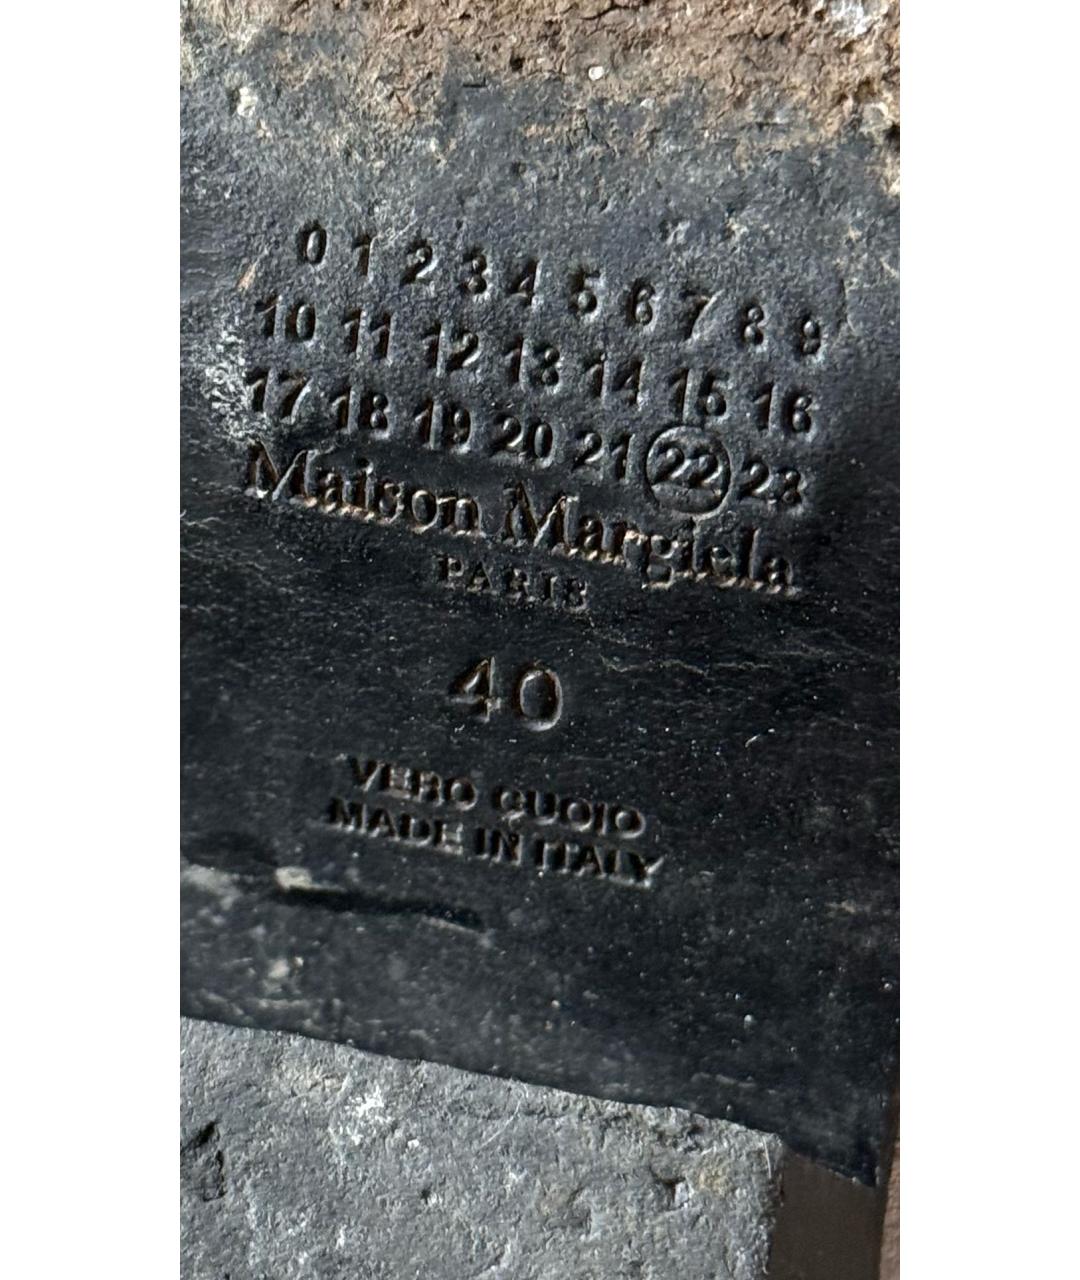 0 1 2 3 4 5 6 7 8 9
10 11 12 13 14 15 16
17 18 19 20 21 22 23
Maison Margiela
PARIS
40
VERO CUOIO
MADE IN ITALY